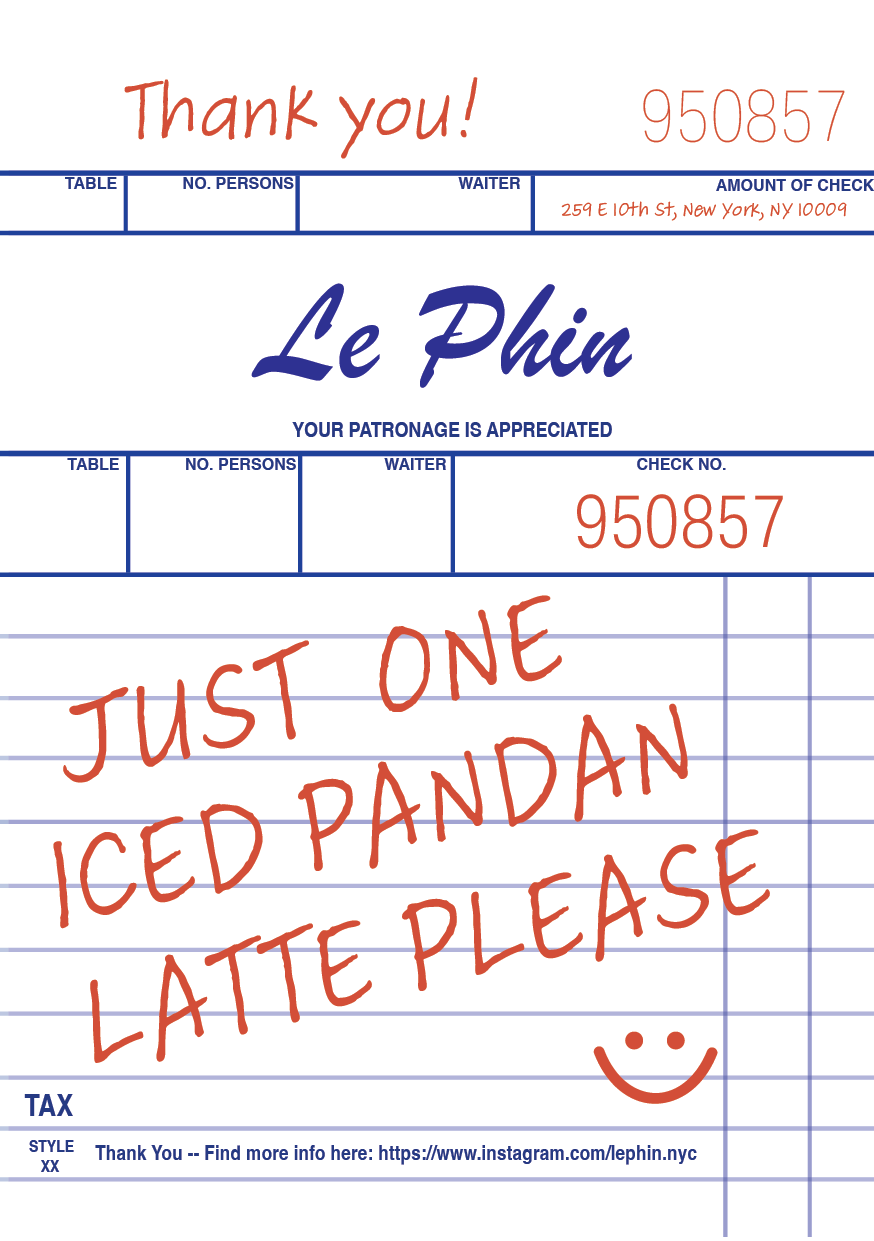 Thank you! 950857
TABLE NO. PERSONS WAITER AMOUNT OF CHECK
259 E 10th St, New York, NY 10009
Le Phin
YOUR PATRONAGE IS APPRECIATED
TABLE NO. PERSONS WAITER CHECK NO.
950857
JUST ONE
ICED PANDAN
LATTE PLEASE
TAX
STYLE
XX
Thank You -- Find more info here: https://www.instagram.com/lephin.nyc